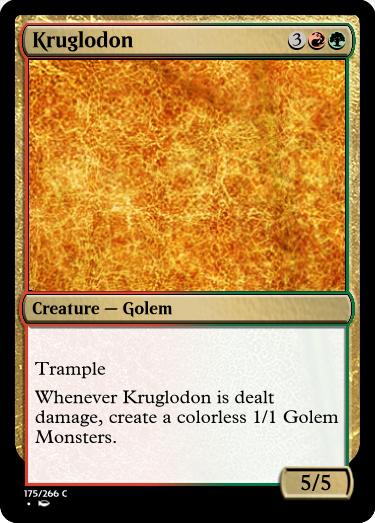 Kruglodon 3
Creature — Golem
Trample
Whenever Kruglodon is dealt
damage, create a colorless 1/1 Golem
Monsters.
175/266 C
5/5